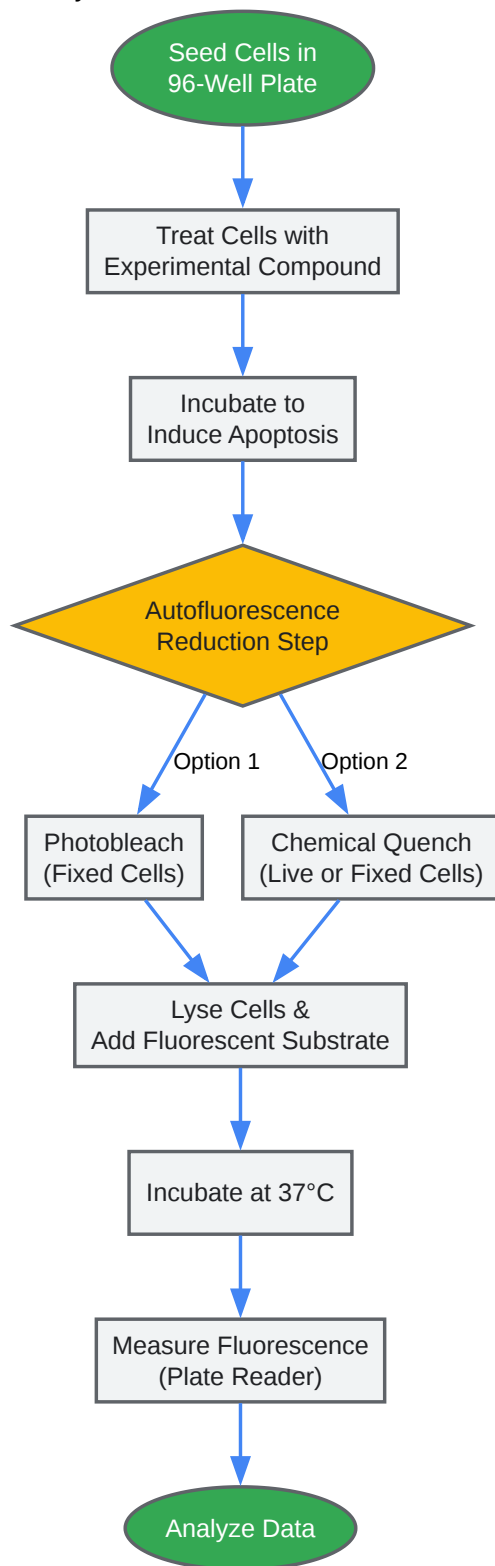 Seed Cells in
96-Well Plate
Treat Cells with
Experimental Compound
Incubate to
Induce Apoptosis
Autofluorescence
Reduction Step
Option 1
Option 2
Photobleach
(Fixed Cells)
Chemical Quench
(Live or Fixed Cells)
Lyse Cells &
Add Fluorescent Substrate
Incubate at 37°C
Measure Fluorescence
(Plate Reader)
Analyze Data